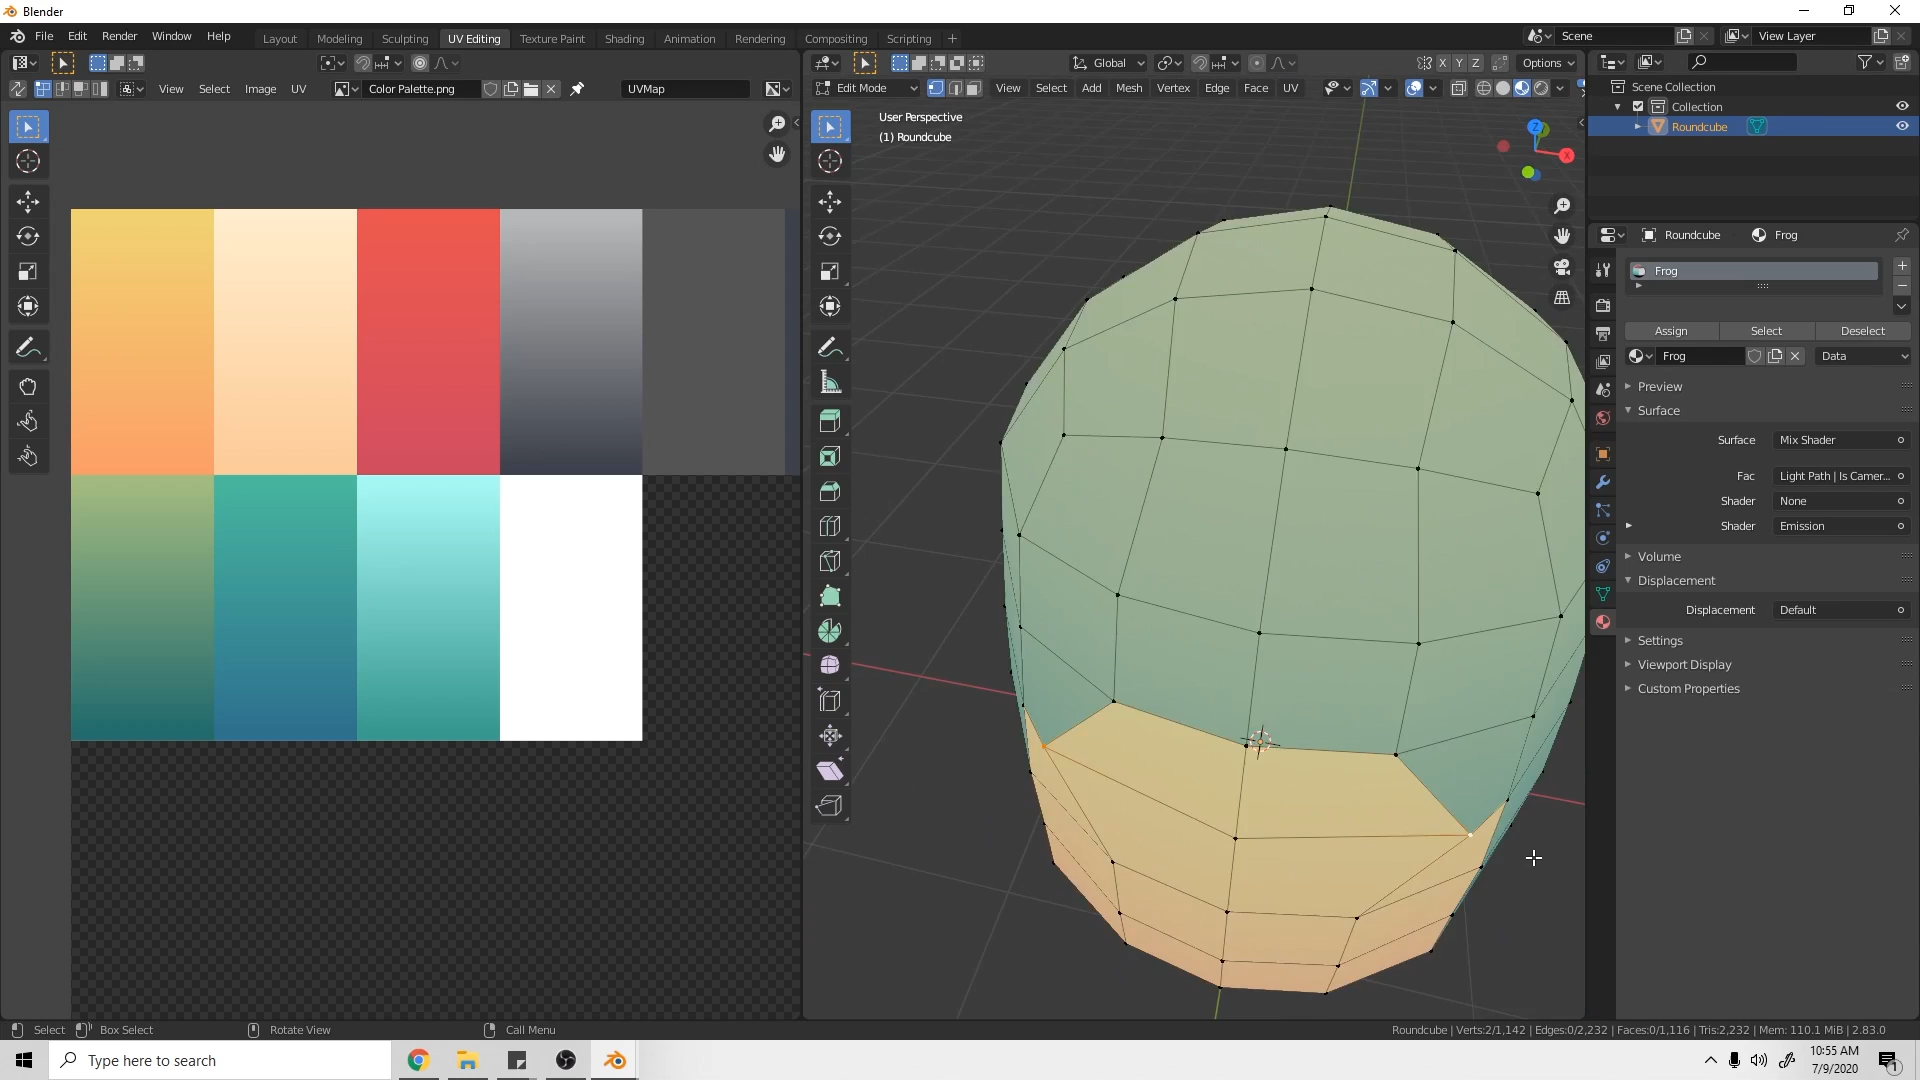 Blender
File Edit Render Window Help
Layout Modeling Sculpting UV Editing Texture Paint Shading Animation Rendering Compositing Scripting
Scene
View Layer
Global
X Y Z
Options
View Select Image UV
Color Palette.png
UVMap
Edit Mode
View Select Add Mesh Vertex Edge Face UV
Scene Collection
Collection
Roundcube
User Perspective
(1) Roundcube
Z
X
Roundcube Frog
Frog
Assign Select Deselect
Frog
Data
Preview
Surface
Surface Mix Shader
Fac Light Path | Is Camer...
Shader None
Shader Emission
Volume
Displacement
Displacement Default
Settings
Viewport Display
Custom Properties
Select Box Select Rotate View Call Menu
Roundcube | Verts:2/1,142 | Edges:0/2,232 | Faces:0/1,116 | Tris:2,232 | Mem: 110.1 MiB | 2.83.0
Type here to search
10:55 AM
7/9/2020
1